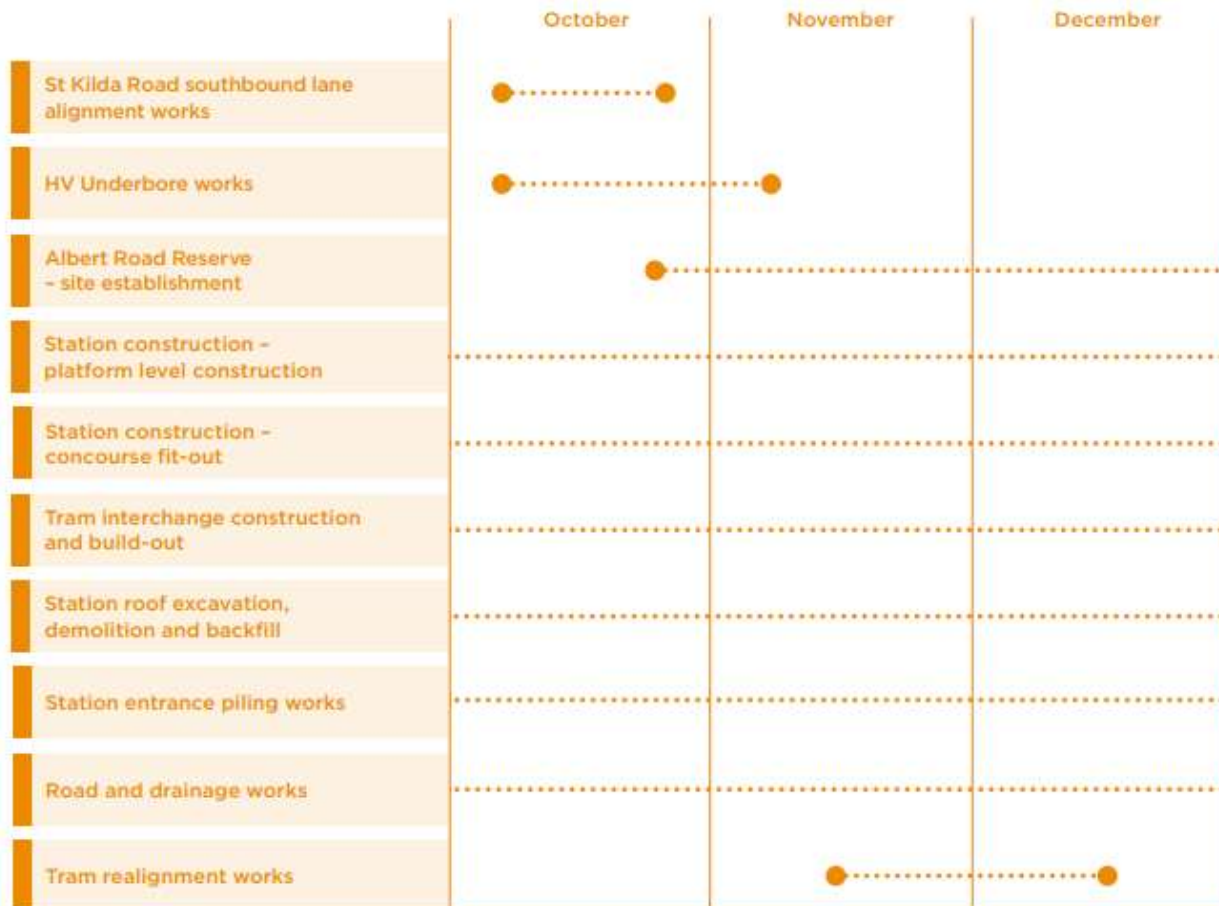 October
November
December
St Kilda Road southbound lane
alignment works
HV Underbore works
Albert Road Reserve
– site establishment
Station construction –
platform level construction
Station construction –
concourse fit-out
Tram interchange construction
and build-out
Station roof excavation,
demolition and backfill
Station entrance piling works
Road and drainage works
Tram realignment works